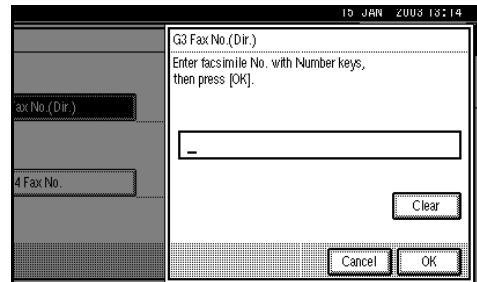 15 JAN 2003 13:14
G3 Fax No.(Dir.)
Enter facsimile No. with Number keys,
then press [OK].
ax No.(Dir.)
4 Fax No.
Clear
Cancel OK